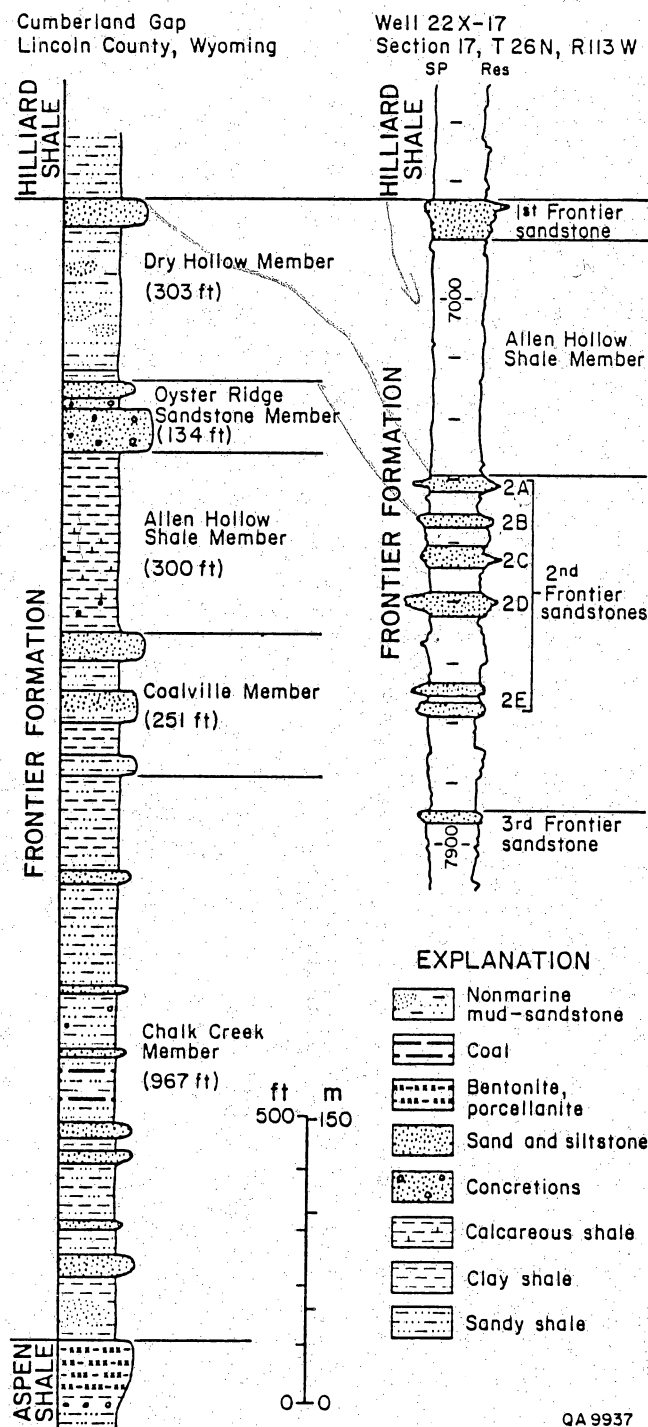 Cumberland Gap
Lincoln County, Wyoming
HILLIARD
SHALE
Dry Hollow Member
(303 ft)
Oyster Ridge
Sandstone Member
(134 ft)
Allen Hollow
Shale Member
(300 ft)
FRONTIER FORMATION
Coalville Member
(251 ft)
Chalk Creek
Member
(967 ft)
ASPEN
SHALE
ft m
500 150
0 0
Well 22X-17
Section 17, T 26N, R113 W
SP Res
HILLIARD
SHALE
1st Frontier
sandstone
7000
Allen Hollow
Shale Member
FRONTIER FORMATION
2A
2B
2C
2D
2E
2nd
Frontier
sandstones
3rd Frontier
sandstone
7900
EXPLANATION
Nonmarine
mud-sandstone
Coal
Bentonite,
porcellanite
Sand and siltstone
Concretions
Calcareous shale
Clay shale
Sandy shale
QA9937